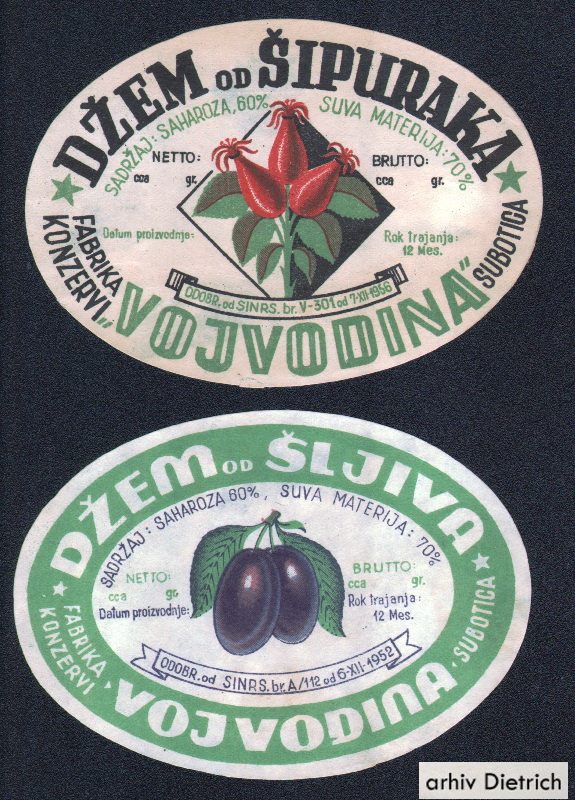 DŽEM OD ŠIPURAKA
SADRŽAJ: SAHAROZA, 60% SUVA MATERIJA: 70%
NETTO:
cca gr.
BRUTTO:
cca gr.
Datum proizvodnje:
Rok trajanja:
12 Mes.
ODOBR. od SINRS. br. V-301 od 7-XII-1956
FABRIKA
KONZERVI „VOJVODINA" SUBOTICA
DŽEM OD ŠLJIVA
SADRŽAJ: SAHAROZA 60%, SUVA MATERIJA: 70%
NETTO:
cca gr.
BRUTTO:
cca gr.
Datum proizvodnje:
Rok trajanja:
12 Mes.
ODOBR. od SINRS. br. A/112 od 6-XII-1952
FABRIKA
KONZERVI · VOJVODINA · SUBOTICA
arhiv Dietrich